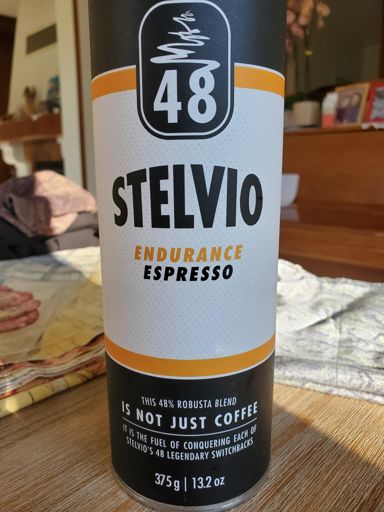 48
STELVIO
ENDURANCE
ESPRESSO
THIS 48% ROBUSTA BLEND
IS NOT JUST COFFEE
IT IS THE FUEL OF CONQUERING EACH OF
STELVIO'S 48 LEGENDARY SWITCHBACKS
375g | 13.2 oz